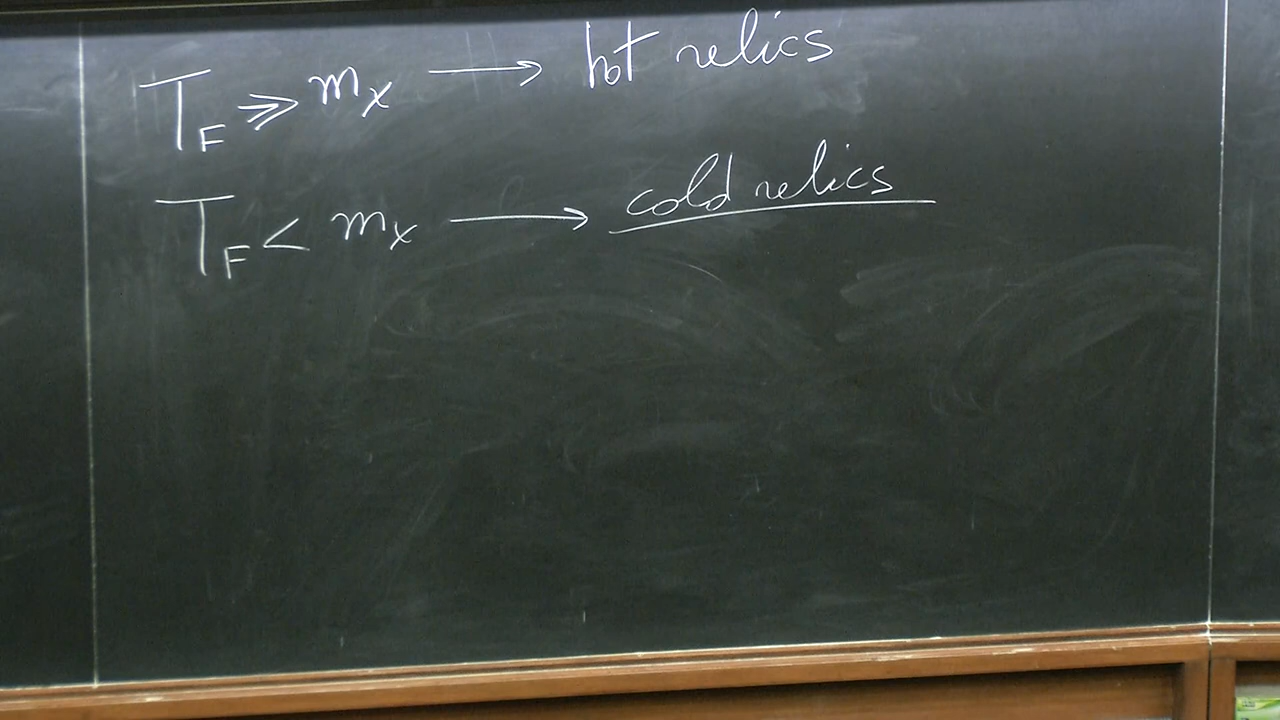 T_F ≫ m_x ⟶ hot relics
T_F < m_x ⟶ cold relics